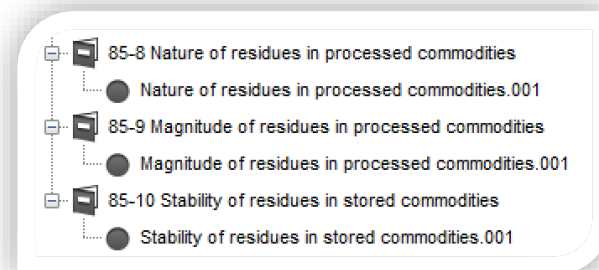 85-8 Nature of residues in processed commodities
Nature of residues in processed commodities.001
85-9 Magnitude of residues in processed commodities
Magnitude of residues in processed commodities.001
85-10 Stability of residues in stored commodities
Stability of residues in stored commodities.001